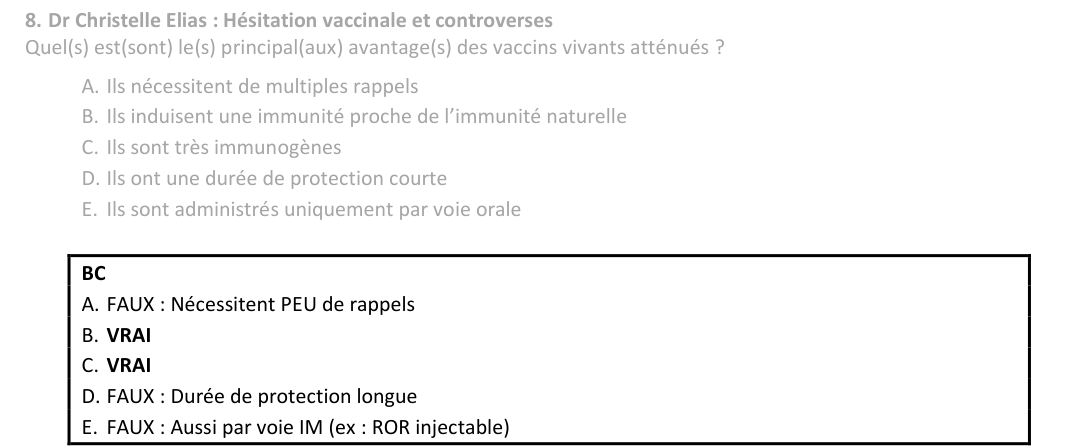 8. Dr Christelle Elias : Hésitation vaccinale et controverses
Quel(s) est(sont) le(s) principal(aux) avantage(s) des vaccins vivants atténués ?
A. Ils nécessitent de multiples rappels
B. Ils induisent une immunité proche de l’immunité naturelle
C. Ils sont très immunogènes
D. Ils ont une durée de protection courte
E. Ils sont administrés uniquement par voie orale
BC
A. FAUX : Nécessitent PEU de rappels
B. VRAI
C. VRAI
D. FAUX : Durée de protection longue
E. FAUX : Aussi par voie IM (ex : ROR injectable)